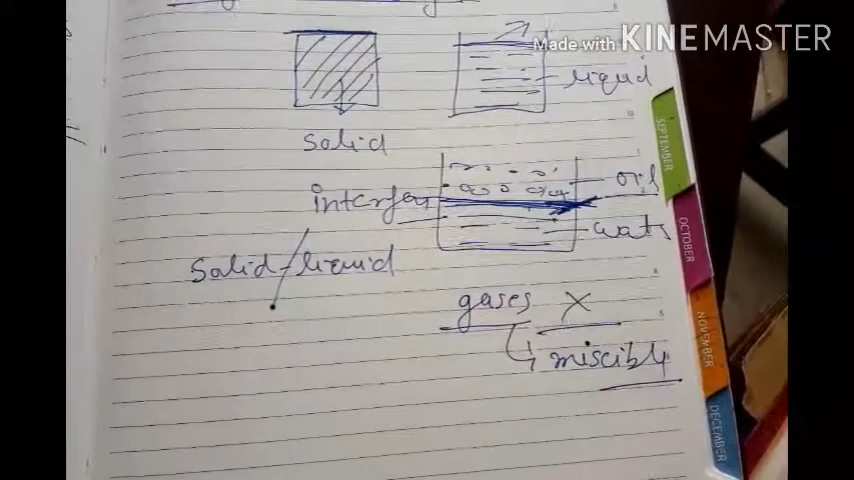 Made with KINEMASTER
liquid
solid
oil
interface
water
solid/liquid
gases X
miscible
SEPTEMBER
OCTOBER
NOVEMBER
DECEMBER